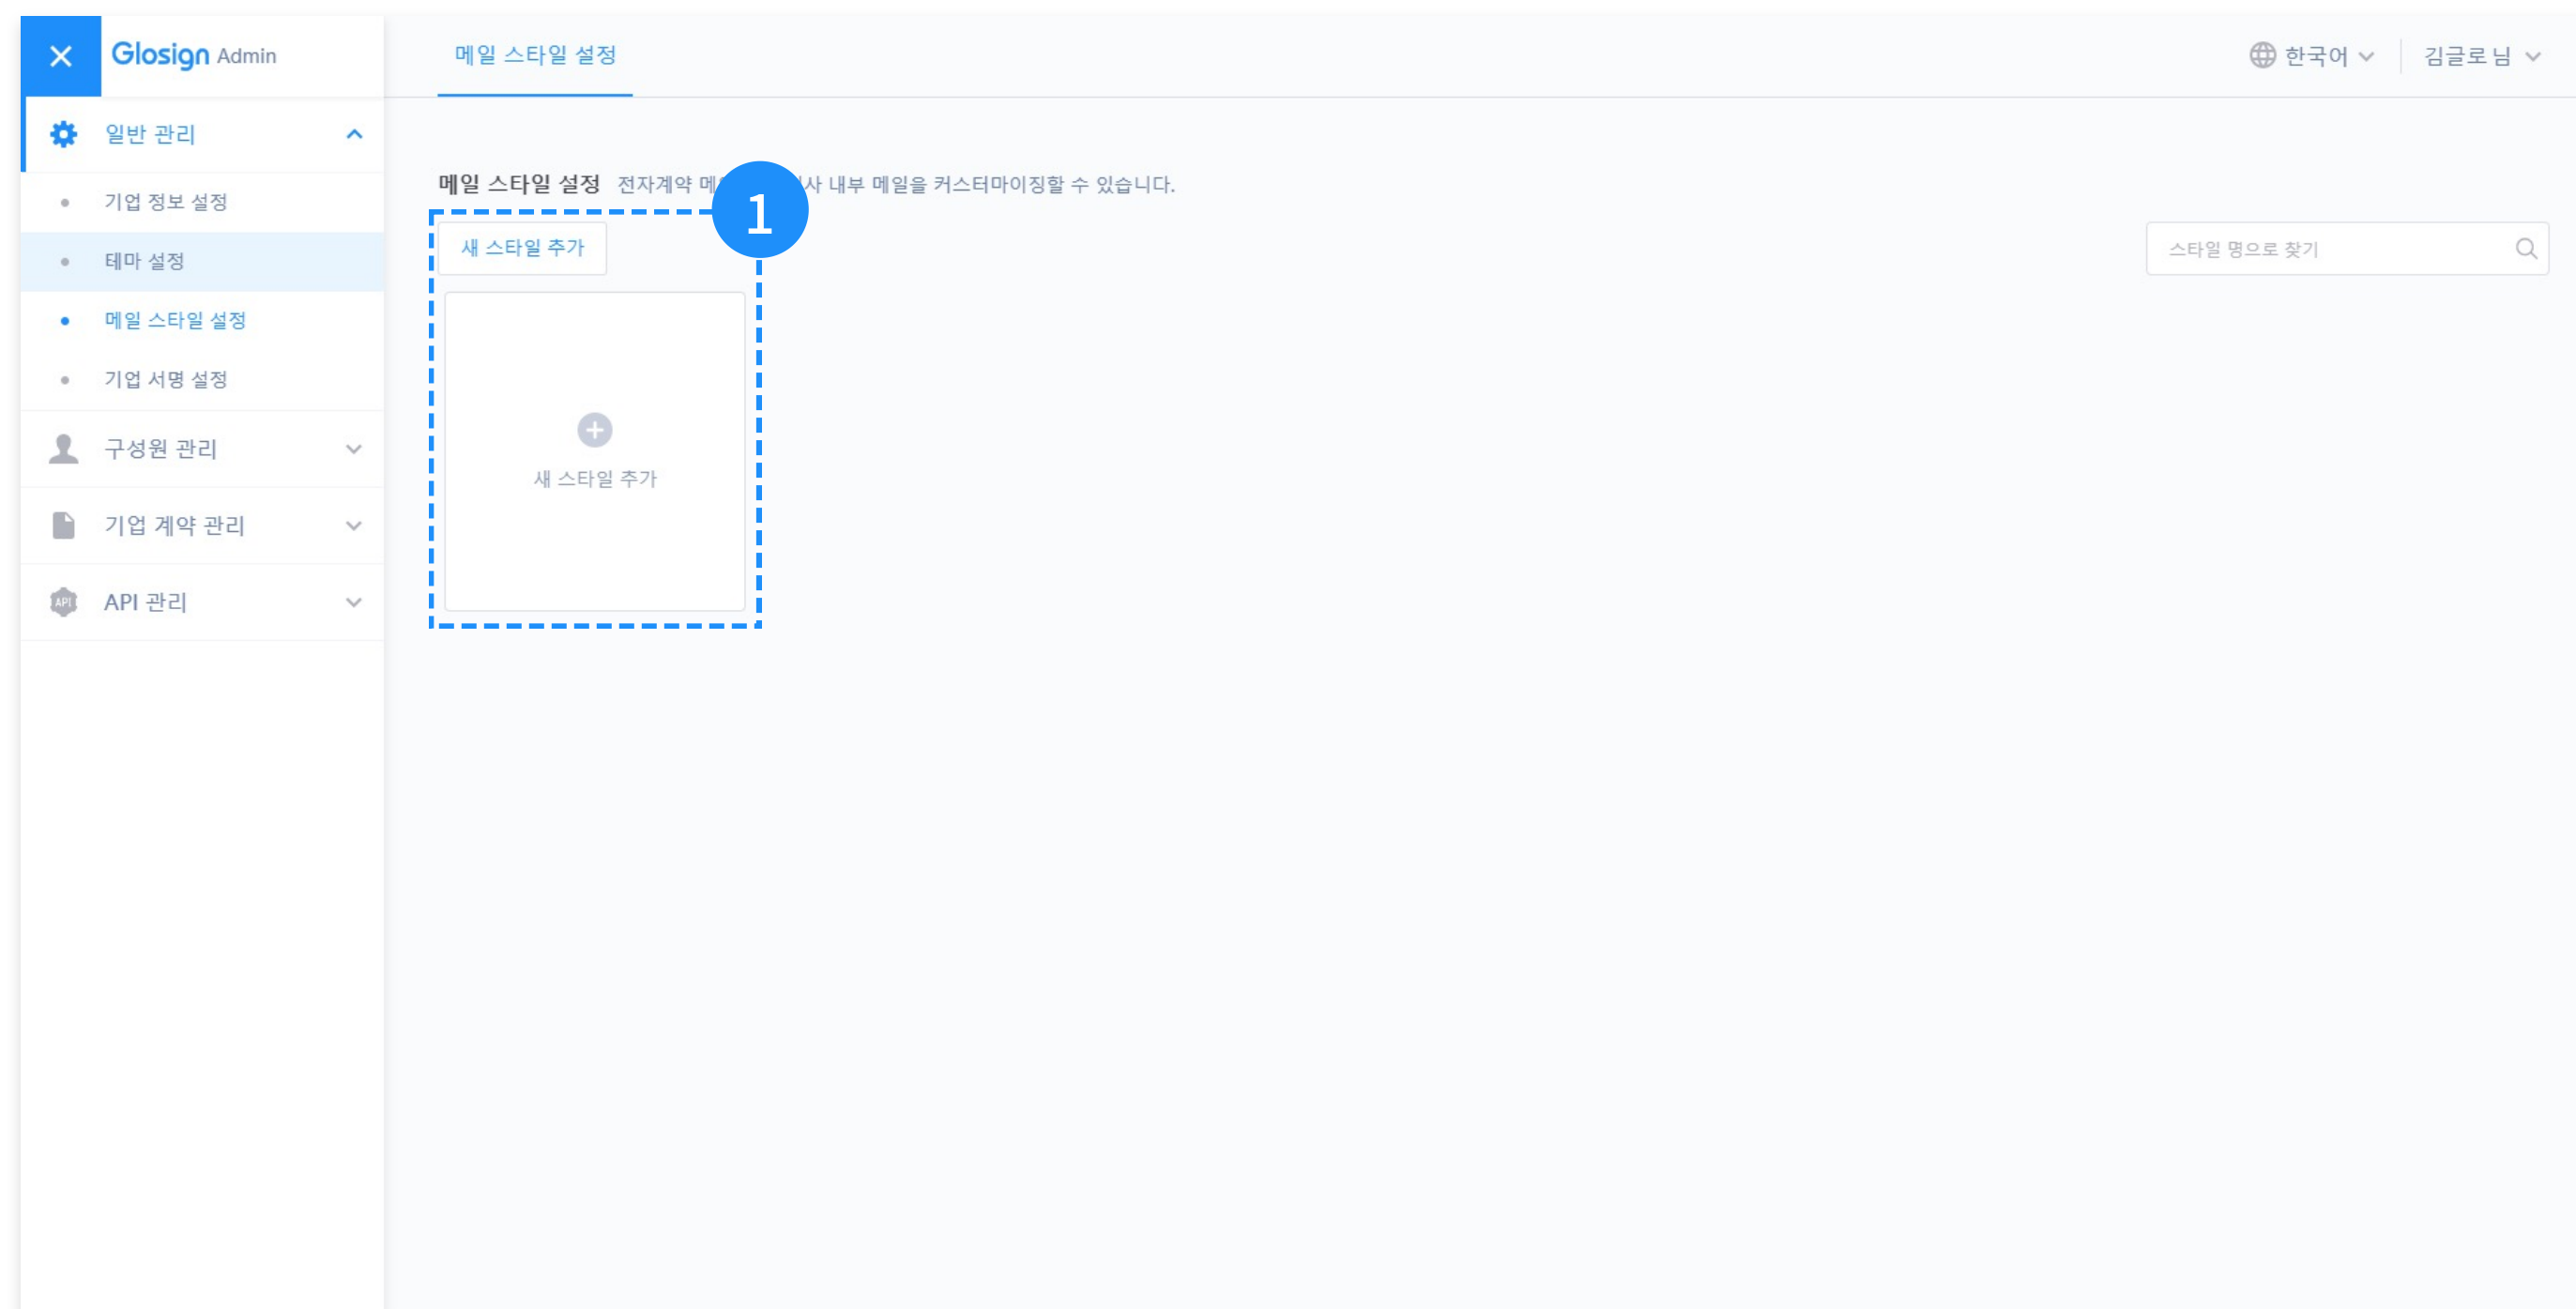 Glosign Admin
메일 스타일 설정
한국어
김글로 님
일반 관리
기업 정보 설정
테마 설정
메일 스타일 설정
기업 서명 설정
구성원 관리
기업 계약 관리
API
API 관리
메일 스타일 설정 전자계약 내부 메일을 커스터마이징할 수 있습니다.
1
새 스타일 추가
스타일 명으로 찾기
새 스타일 추가